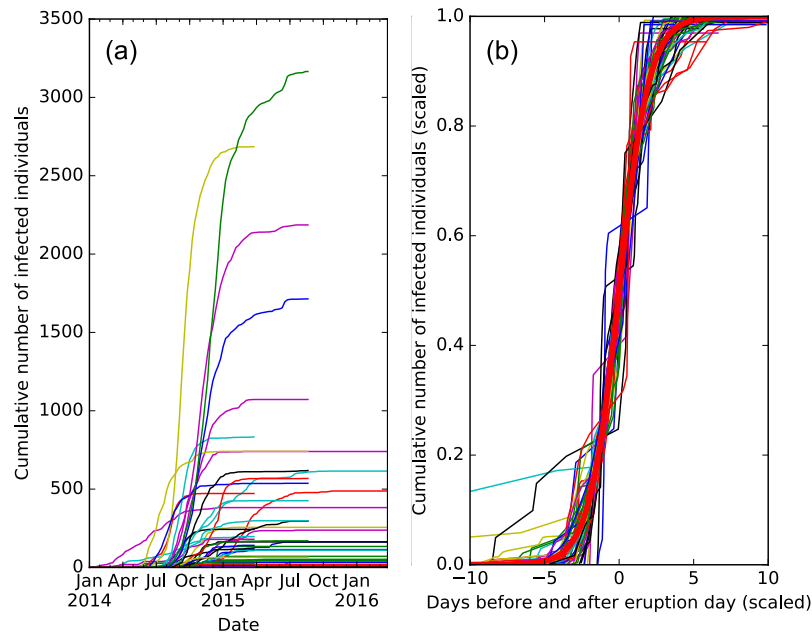 (a)
Cumulative number of infected individuals
3500
3000
2500
2000
1500
1000
500
0
Jan Apr Jul Oct Jan Apr Jul Oct Jan
2014 2015 2016
Date
(b)
Cumulative number of infected individuals (scaled)
1.0
0.8
0.6
0.4
0.2
0.0
−10 −5 0 5 10
Days before and after eruption day (scaled)